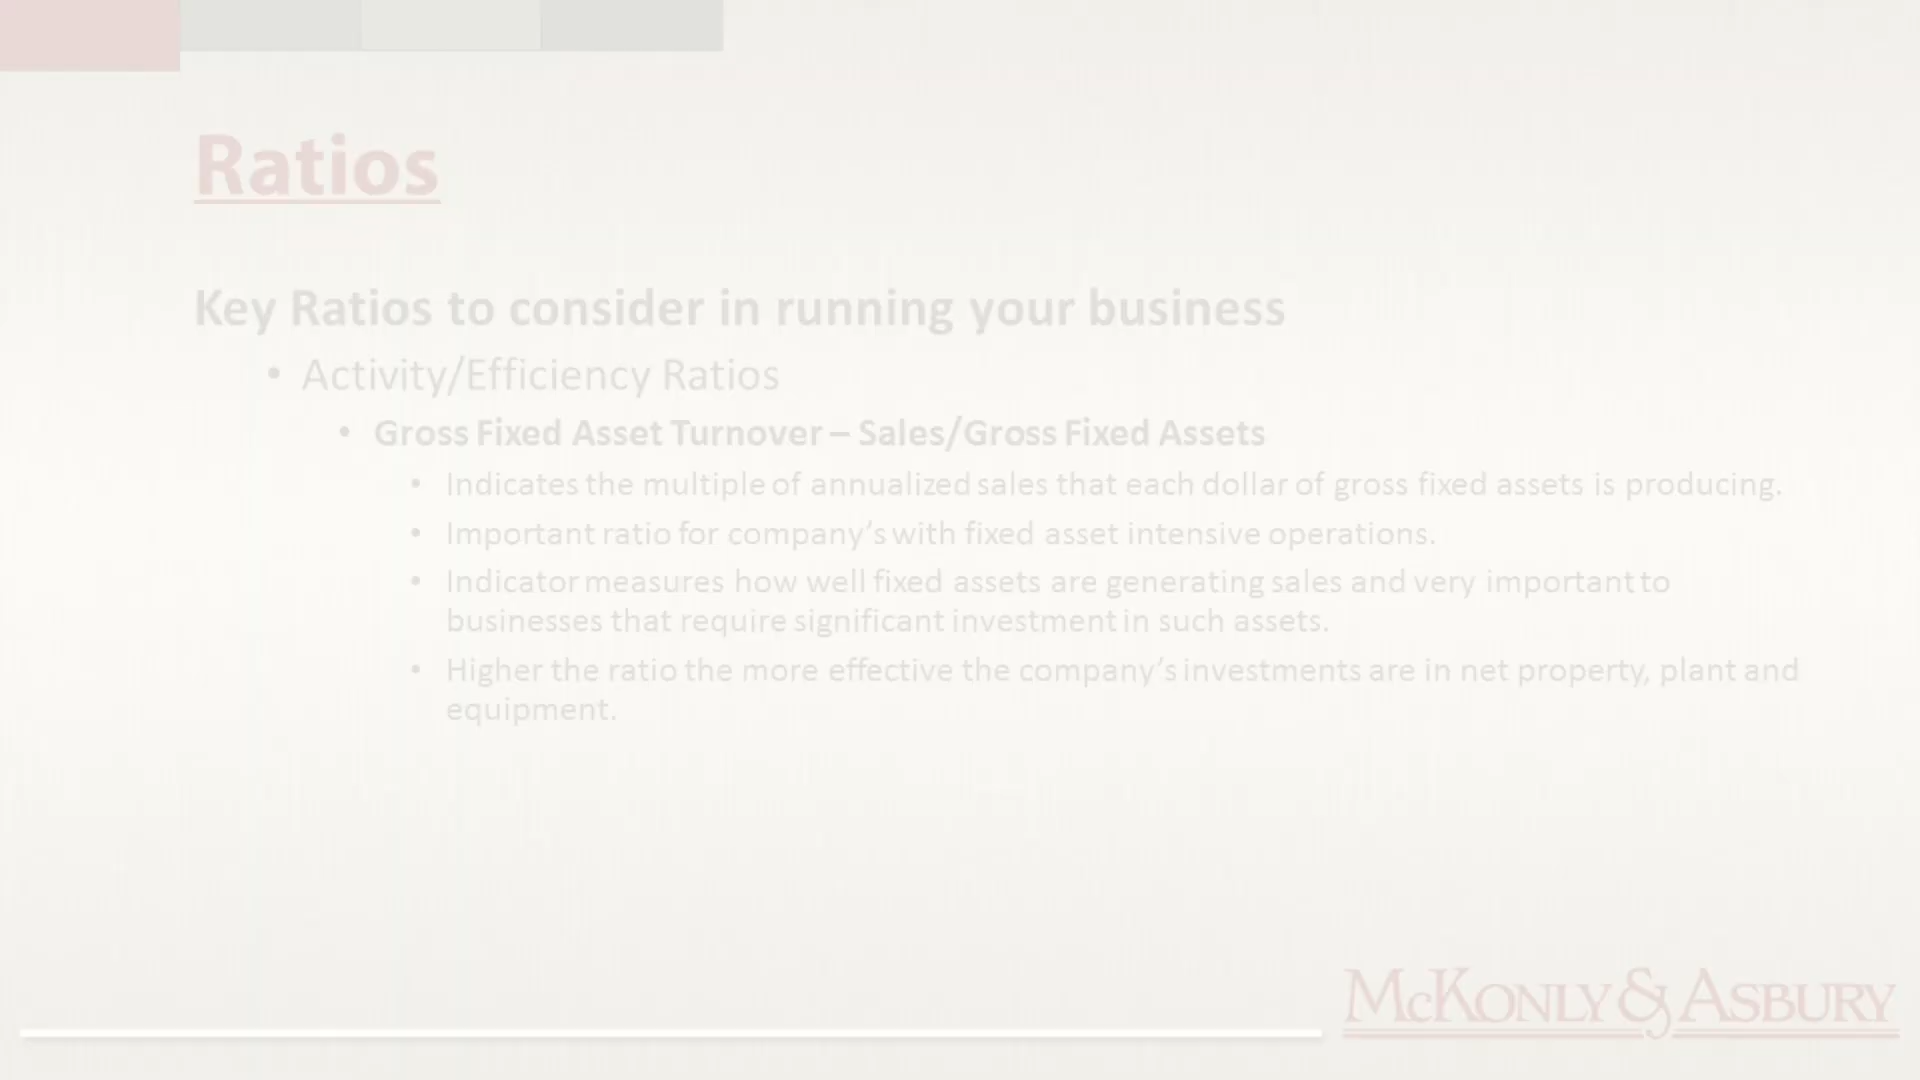 Ratios
Key Ratios to consider in running your business
• Activity/Efficiency Ratios
• Gross Fixed Asset Turnover – Sales/Gross Fixed Assets
• Indicates the multiple of annualized sales that each dollar of gross fixed assets is producing.
• Important ratio for company’s with fixed asset intensive operations.
• Indicator measures how well fixed assets are generating sales and very important to
businesses that require significant investment in such assets.
• Higher the ratio the more effective the company’s investments are in net property, plant and
equipment.
McKonly & Asbury